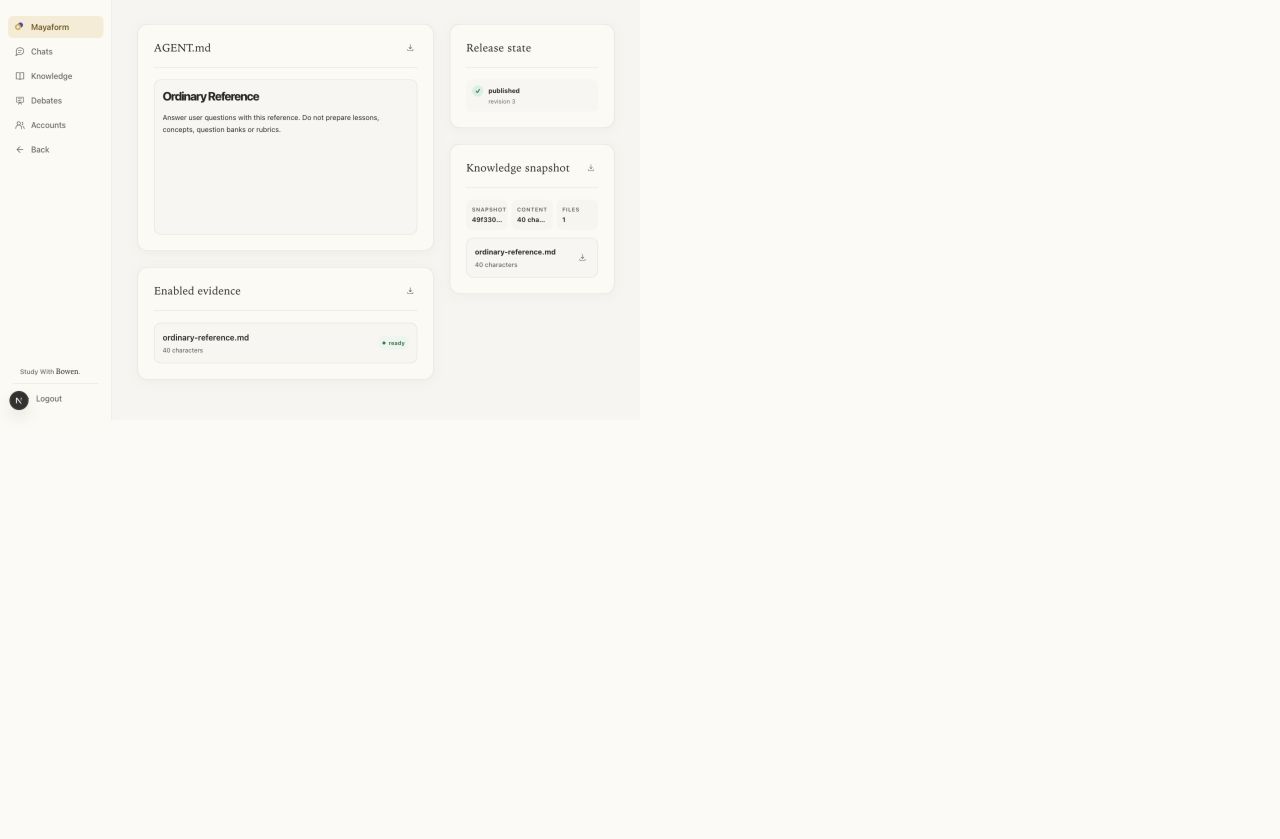 Mayaform
Chats
Knowledge
Debates
Accounts
Back
Study With Bowen.
N
Logout
AGENT.md
Ordinary Reference
Answer user questions with this reference. Do not prepare lessons,
concepts, question banks or rubrics.
Enabled evidence
ordinary-reference.md
40 characters
ready
Release state
published
revision 3
Knowledge snapshot
SNAPSHOT
49f330...
CONTENT
40 cha...
FILES
1
ordinary-reference.md
40 characters